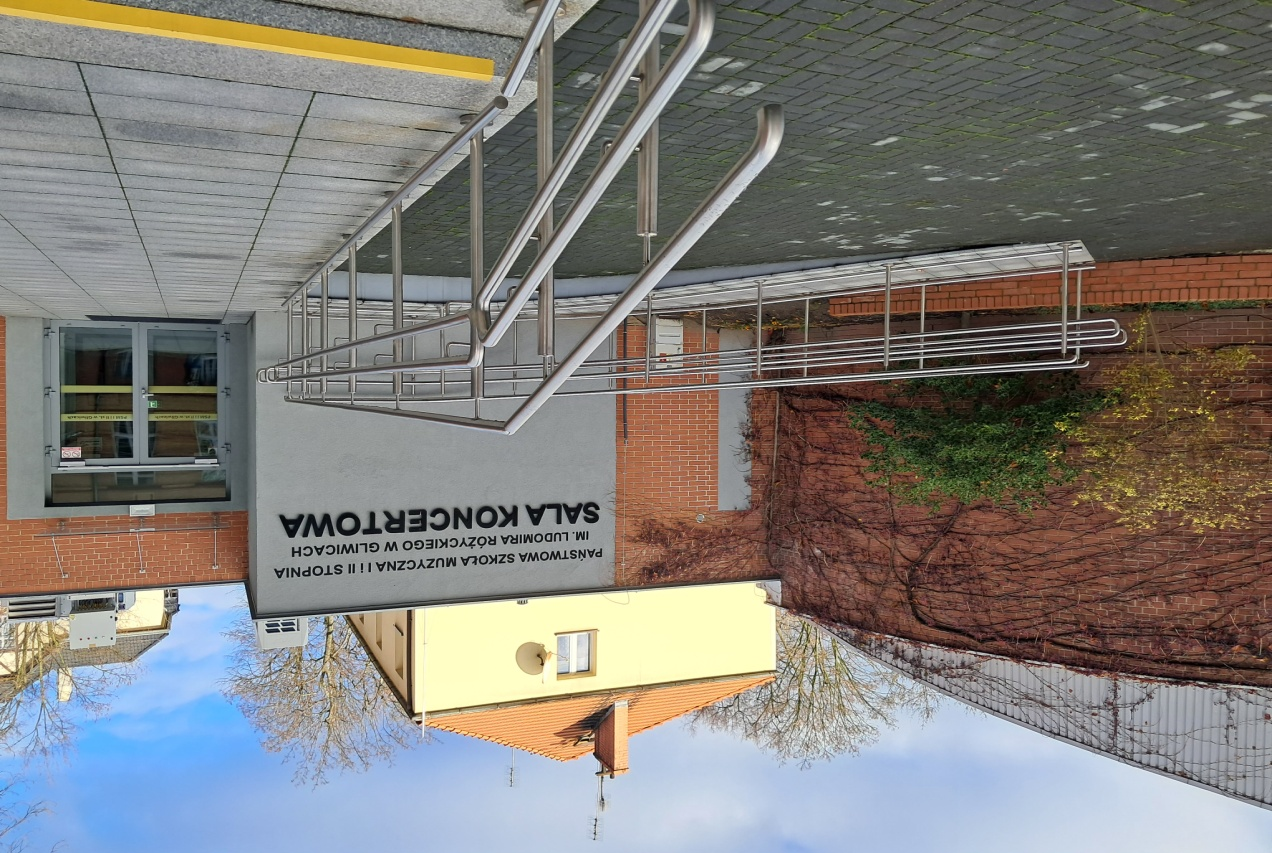 PAŃSTWOWA SZKOŁA MUZYCZNA I i II STOPNIA
IM. LUDOMIRA RÓŻYCKIEGO W GLIWICACH
SALA KONCERTOWA